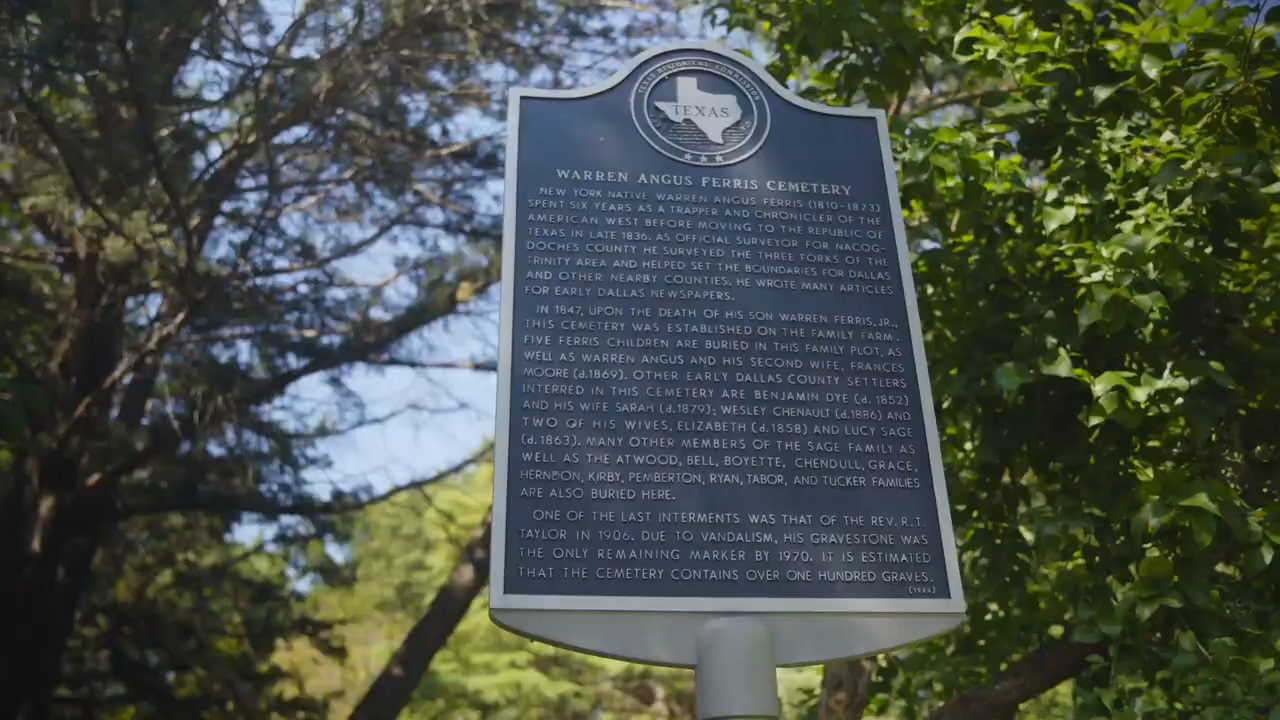 TEXAS HISTORICAL COMMISSION
TEXAS
WARREN ANGUS FERRIS CEMETERY
NEW YORK NATIVE WARREN ANGUS FERRIS (1810-1873)
SPENT SIX YEARS AS A TRAPPER AND CHRONICLER OF THE
AMERICAN WEST BEFORE MOVING TO THE REPUBLIC OF
TEXAS IN LATE 1836. AS OFFICIAL SURVEYOR FOR NACOG-
DOCHES COUNTY HE SURVEYED THE THREE FORKS OF THE
TRINITY AREA AND HELPED SET THE BOUNDARIES FOR DALLAS
AND OTHER NEARBY COUNTIES. HE WROTE MANY ARTICLES
FOR EARLY DALLAS NEWSPAPERS.
IN 1847, UPON THE DEATH OF HIS SON WARREN FERRIS, JR.,
THIS CEMETERY WAS ESTABLISHED ON THE FAMILY FARM.
FIVE FERRIS CHILDREN ARE BURIED IN THIS FAMILY PLOT, AS
WELL AS WARREN ANGUS AND HIS SECOND WIFE, FRANCES
MOORE (d.1869). OTHER EARLY DALLAS COUNTY SETTLERS
INTERRED IN THIS CEMETERY ARE BENJAMIN DYE (d. 1852)
AND HIS WIFE SARAH (d.1879); WESLEY CHENAULT (d.1886) AND
TWO OF HIS WIVES, ELIZABETH (d.1858) AND LUCY SAGE
(d.1863). MANY OTHER MEMBERS OF THE SAGE FAMILY AS
WELL AS THE ATWOOD, BELL, BOYETTE, CHENDULL, GRACE,
HERNDON, KIRBY, PEMBERTON, RYAN, TABOR, AND TUCKER FAMILIES
ARE ALSO BURIED HERE.
ONE OF THE LAST INTERMENTS WAS THAT OF THE REV. R.T.
TAYLOR IN 1906. DUE TO VANDALISM, HIS GRAVESTONE WAS
THE ONLY REMAINING MARKER BY 1970. IT IS ESTIMATED
THAT THE CEMETERY CONTAINS OVER ONE HUNDRED GRAVES.